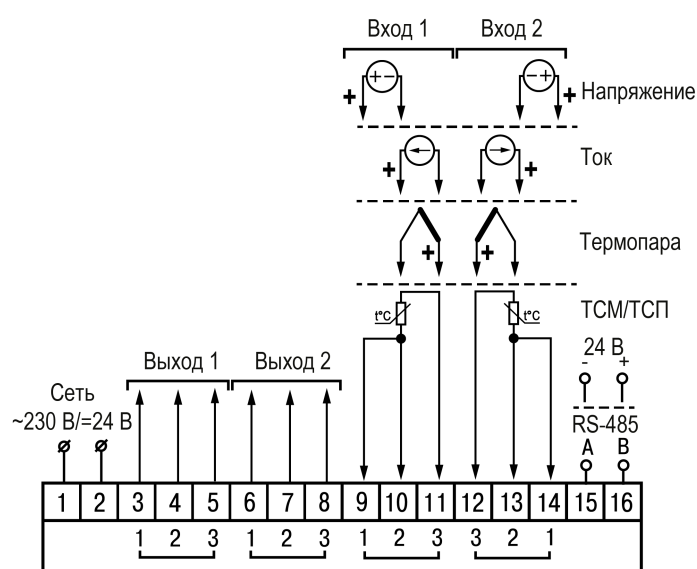 Вход 1 Вход 2
+ + - - + + Напряжение
+ + Ток
+ + Термопара
t°C t°C ТСМ/ТСП
24 В
- +
Выход 1 Выход 2
Сеть
~230 В/=24 В
RS-485
A B
1 2 3 4 5 6 7 8 9 10 11 12 13 14 15 16
1 2 3 1 2 3 1 2 3 3 2 1